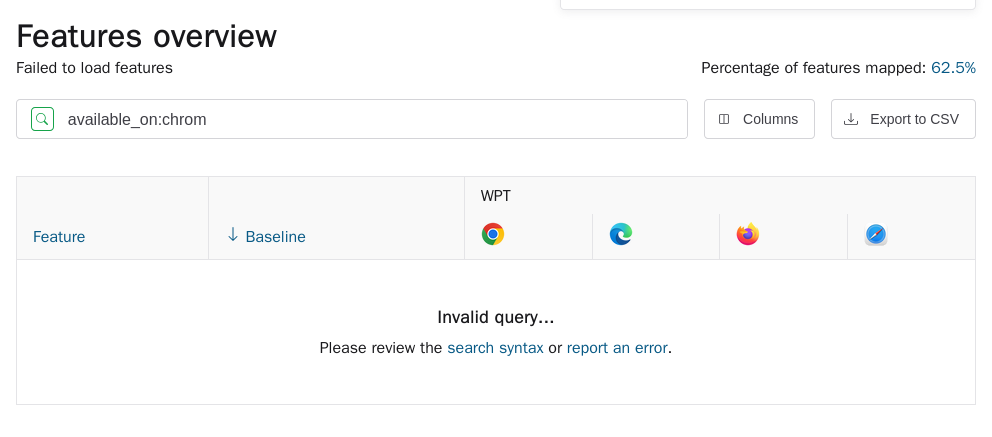 Features overview
Failed to load features
Percentage of features mapped: 62.5%
available_on:chrom
Columns
Export to CSV
WPT
Feature
Baseline
Invalid query...
Please review the search syntax or report an error.